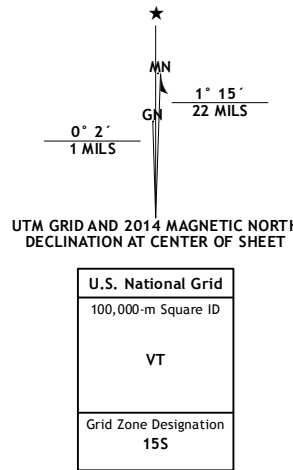 ★
MN
1° 15´
22 MILS
GN
0° 2´
1 MILS
UTM GRID AND 2014 MAGNETIC NORTH
DECLINATION AT CENTER OF SHEET
U.S. National Grid
100,000-m Square ID
VT
Grid Zone Designation
15S